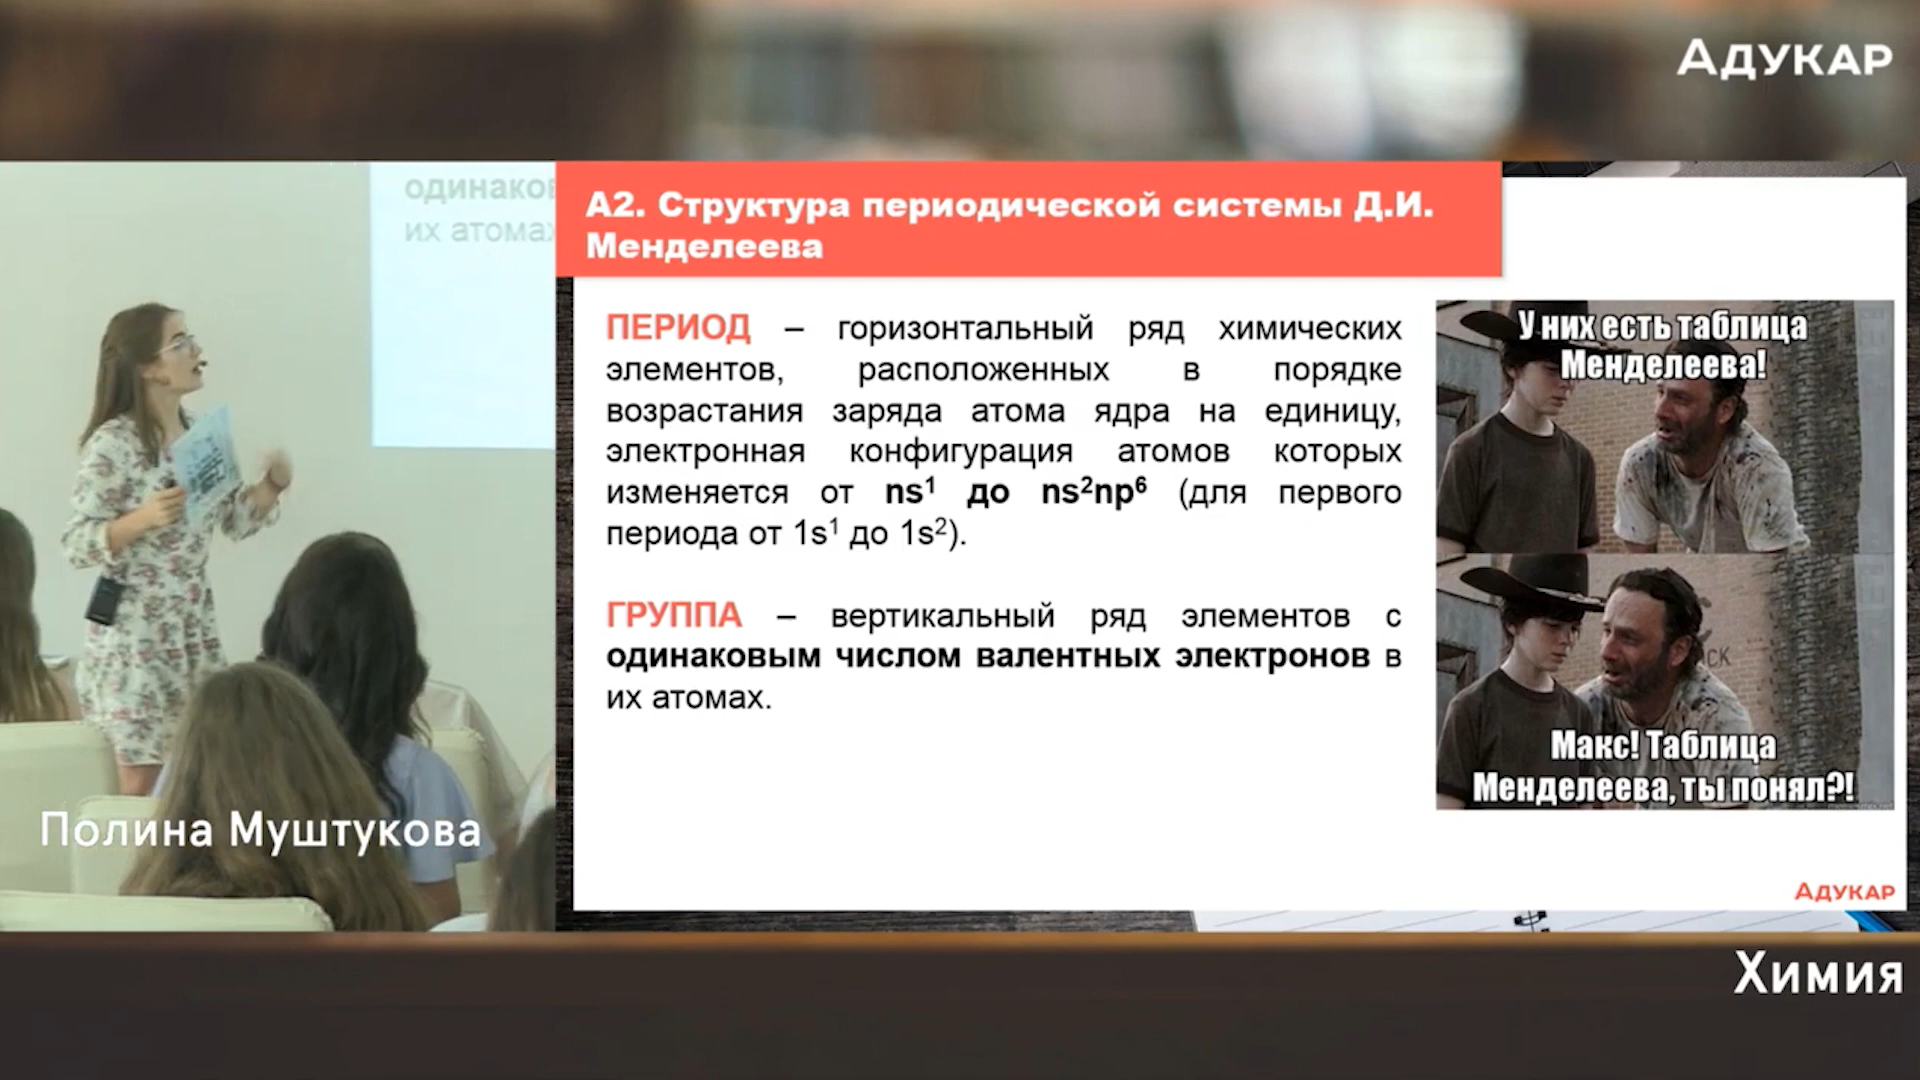 Адукар
одинаков
их атомах
А2. Структура периодической системы Д.И.
Менделеева
ПЕРИОД – горизонтальный ряд химических
элементов, расположенных в порядке
возрастания заряда атома ядра на единицу,
электронная конфигурация атомов которых
изменяется от ns¹ до ns²np⁶ (для первого
периода от 1s¹ до 1s²).
ГРУППА – вертикальный ряд элементов с
одинаковым числом валентных электронов в
их атомах.
У них есть таблица
Менделеева!
Макс! Таблица
Менделеева, ты понял?!
Адукар
Полина Муштукова
Химия